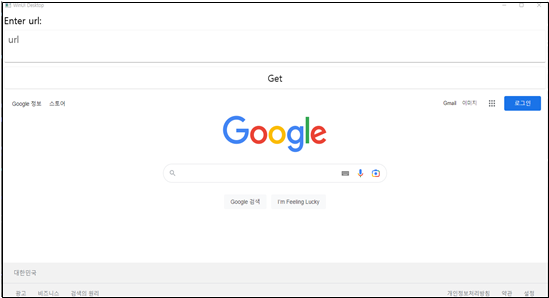 WinUI Desktop
Enter url:
url
Get
Google 정보 스토어 Gmail 이미지 로그인
Google
Google 검색 I'm Feeling Lucky
대한민국
광고 비즈니스 검색의 원리 개인정보처리방침 약관 설정